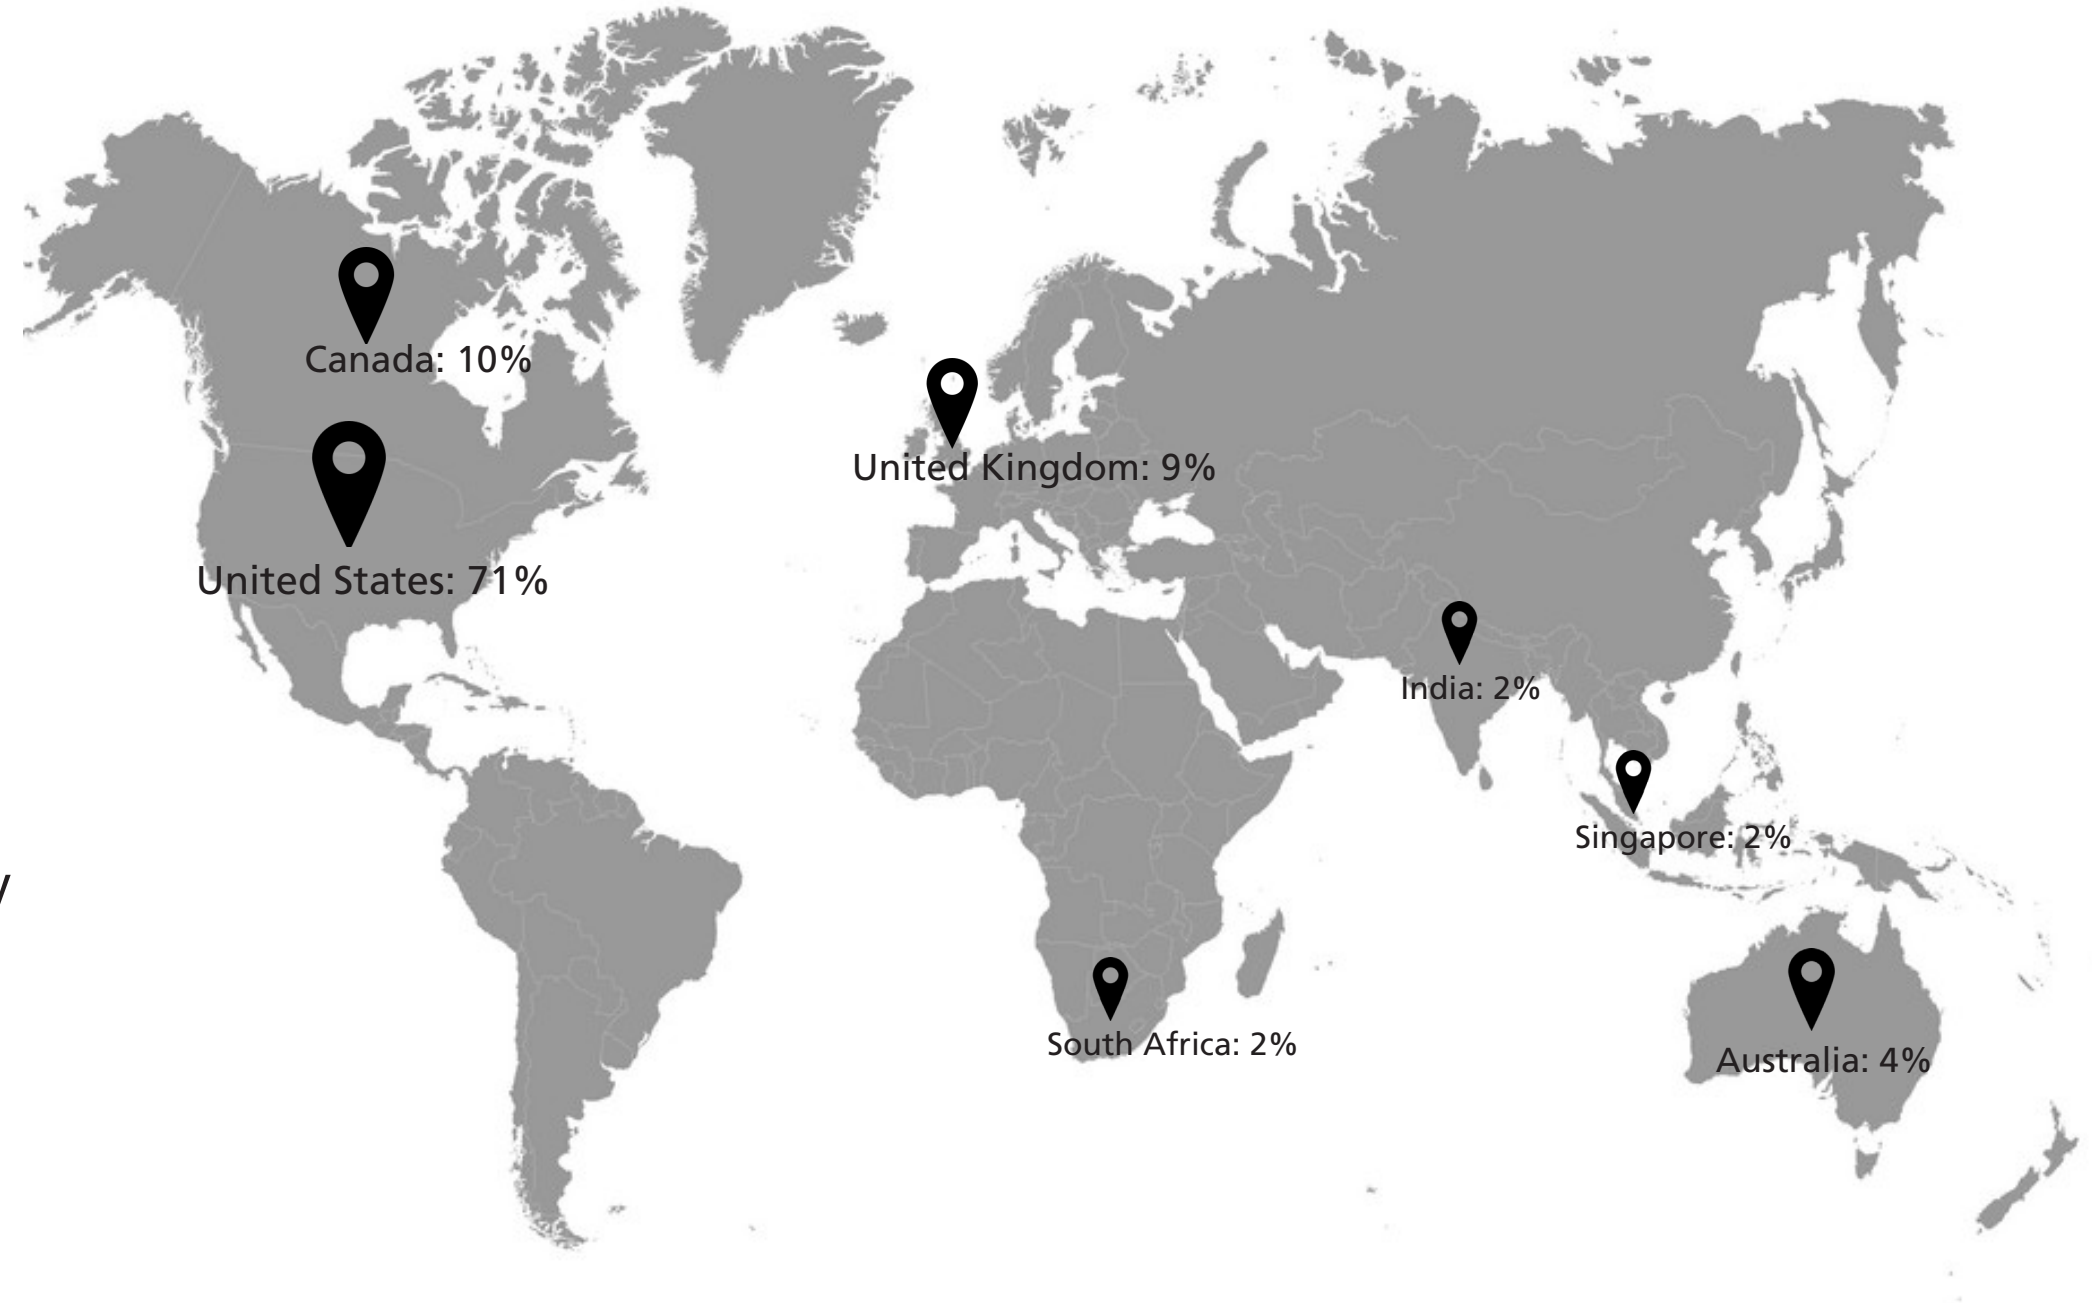 Canada: 10%
United Kingdom: 9%
United States: 71%
India: 2%
Singapore: 2%
y
South Africa: 2%
Australia: 4%